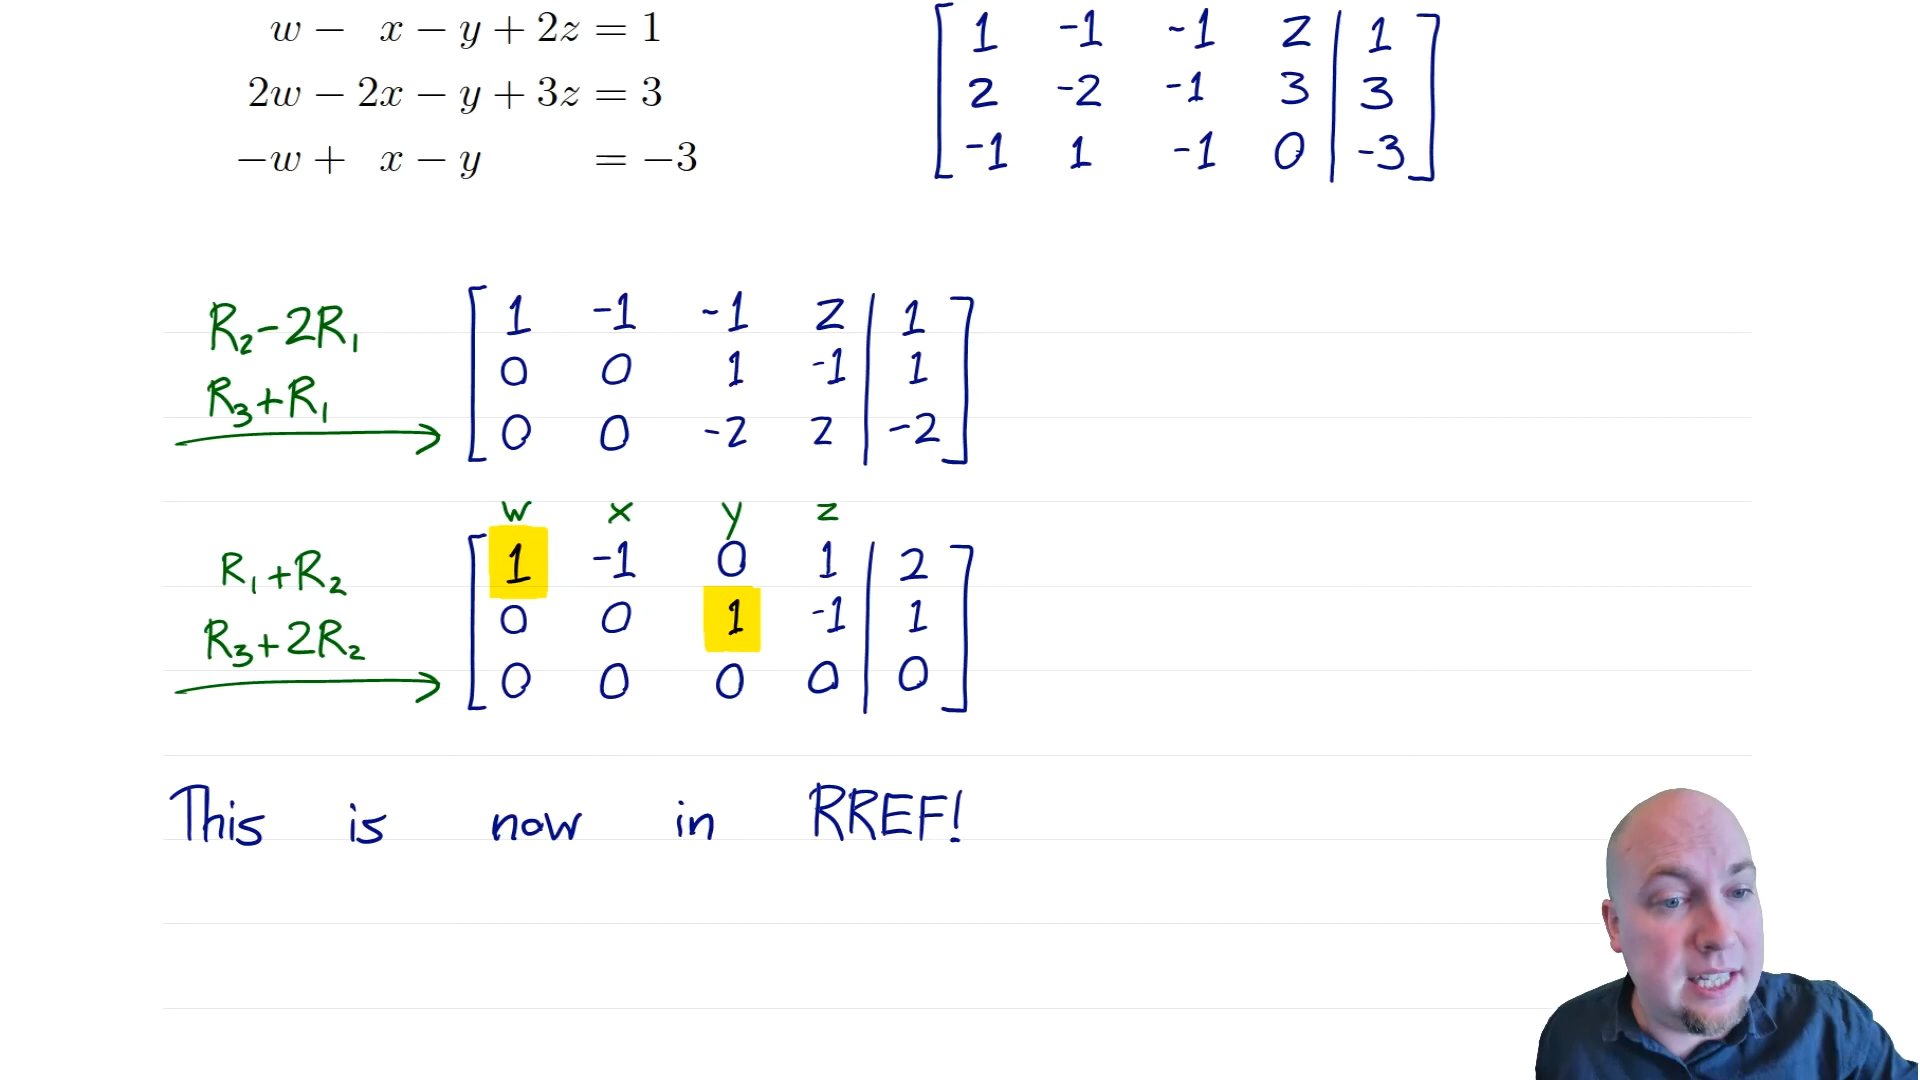 w − x − y + 2z = 1
2w − 2x − y + 3z = 3
−w + x − y = −3
[ 1 -1 -1 2 | 1 ]
[ 2 -2 -1 3 | 3 ]
[ -1 1 -1 0 | -3 ]
R₂-2R₁
R₃+R₁
[ 1 -1 -1 2 | 1 ]
[ 0 0 1 -1 | 1 ]
[ 0 0 -2 2 | -2 ]
w x y z
R₁+R₂
R₃+2R₂
[ 1 -1 0 1 | 2 ]
[ 0 0 1 -1 | 1 ]
[ 0 0 0 0 | 0 ]
This is now in RREF!